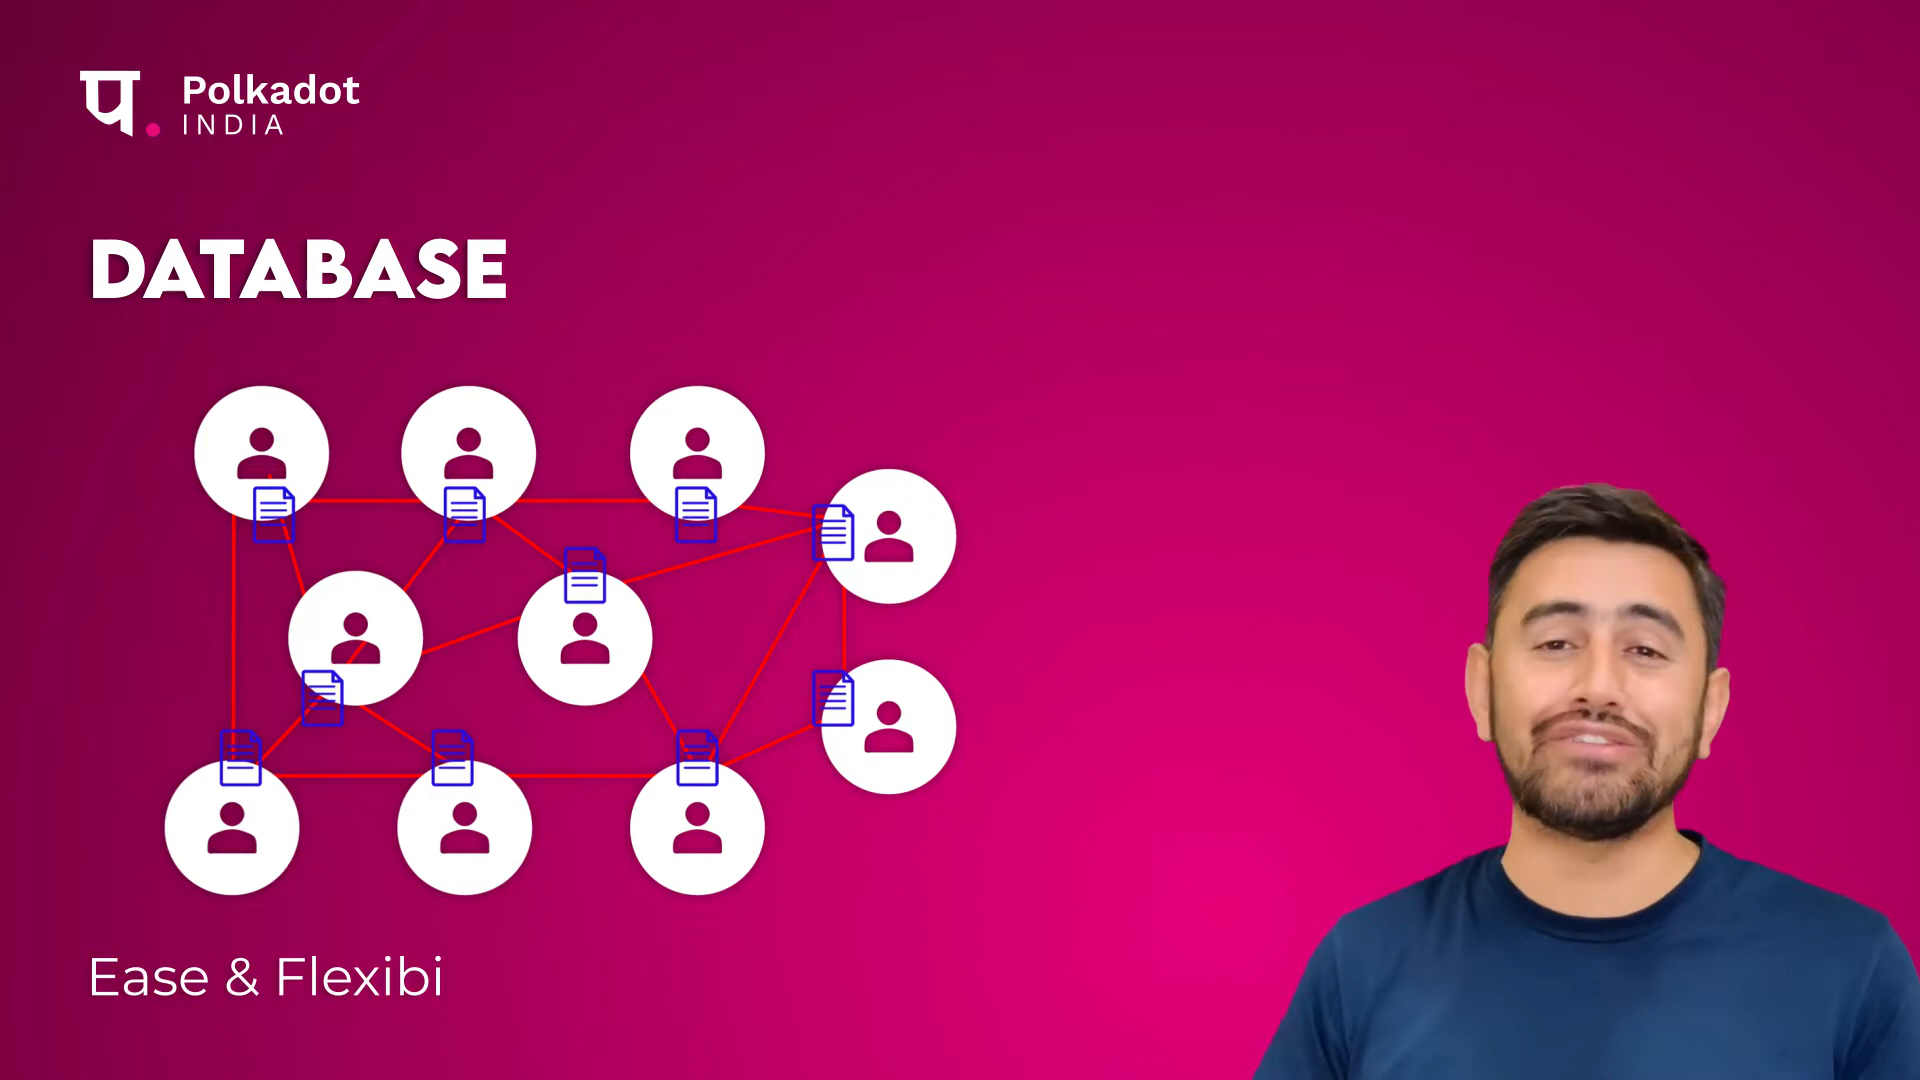 प.
Polkadot
INDIA
DATABASE
Ease & Flexibi